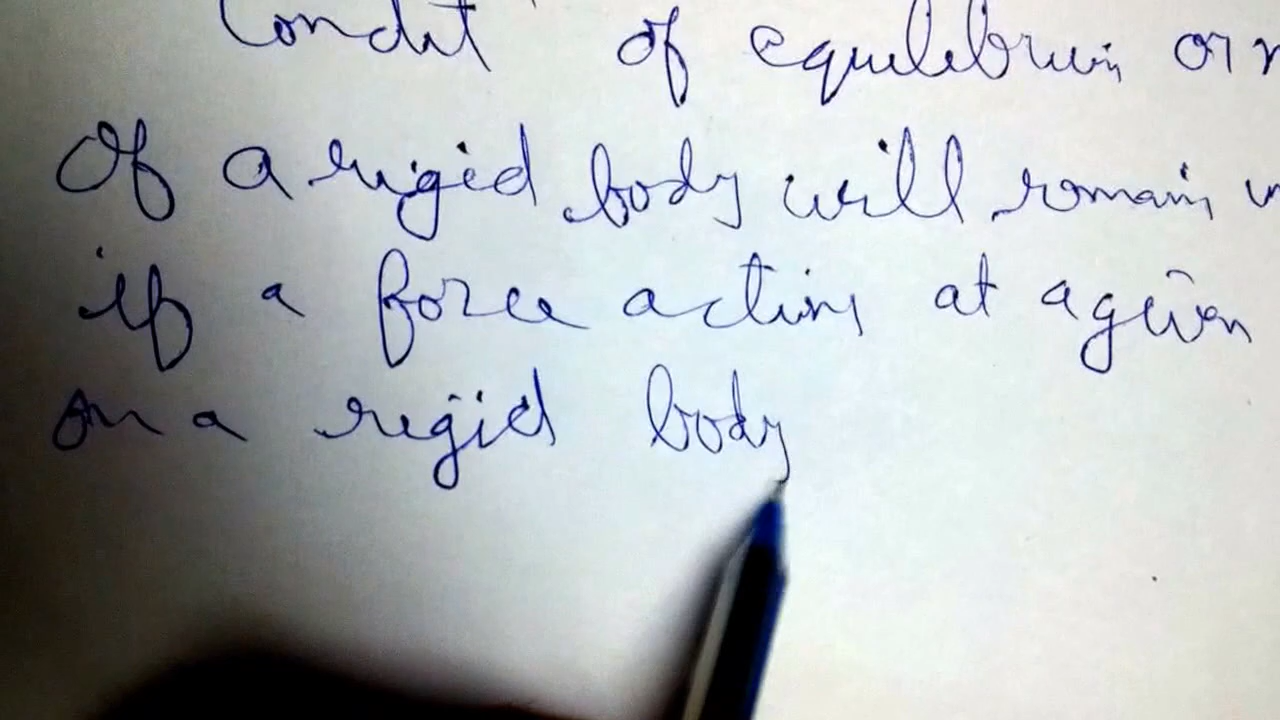 Condit of equilibrium or
of a rigid body will remain
if a force acting at a given
on a rigid body